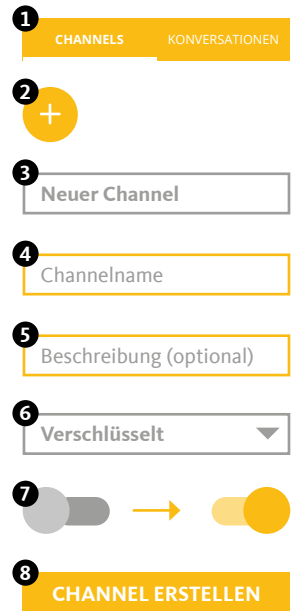 1
CHANNELS KONVERSATIONEN
2
+
3
Neuer Channel
4
Channelname
5
Beschreibung (optional)
6
Verschlüsselt
7
8
CHANNEL ERSTELLEN